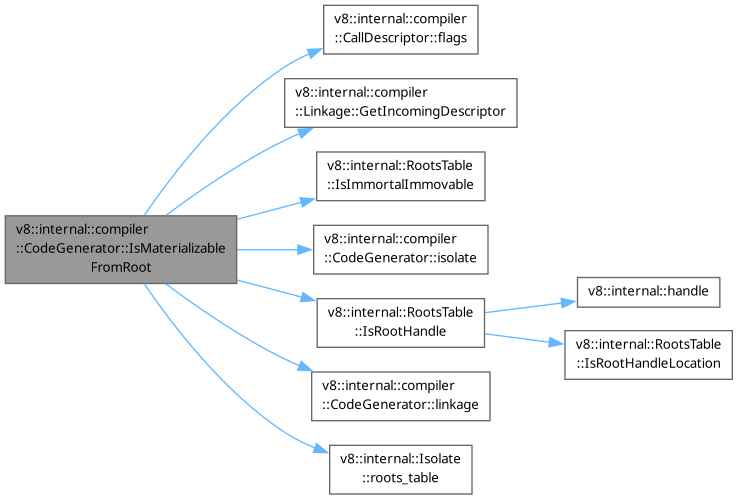 v8::internal::compiler
::CallDescriptor::flags
v8::internal::compiler
::Linkage::GetIncomingDescriptor
v8::internal::RootsTable
::IsImmortalImmovable
v8::internal::compiler
::CodeGenerator::IsMaterializable
FromRoot
v8::internal::compiler
::CodeGenerator::isolate
v8::internal::RootsTable
::IsRootHandle
v8::internal::handle
v8::internal::RootsTable
::IsRootHandleLocation
v8::internal::compiler
::CodeGenerator::linkage
v8::internal::Isolate
::roots_table